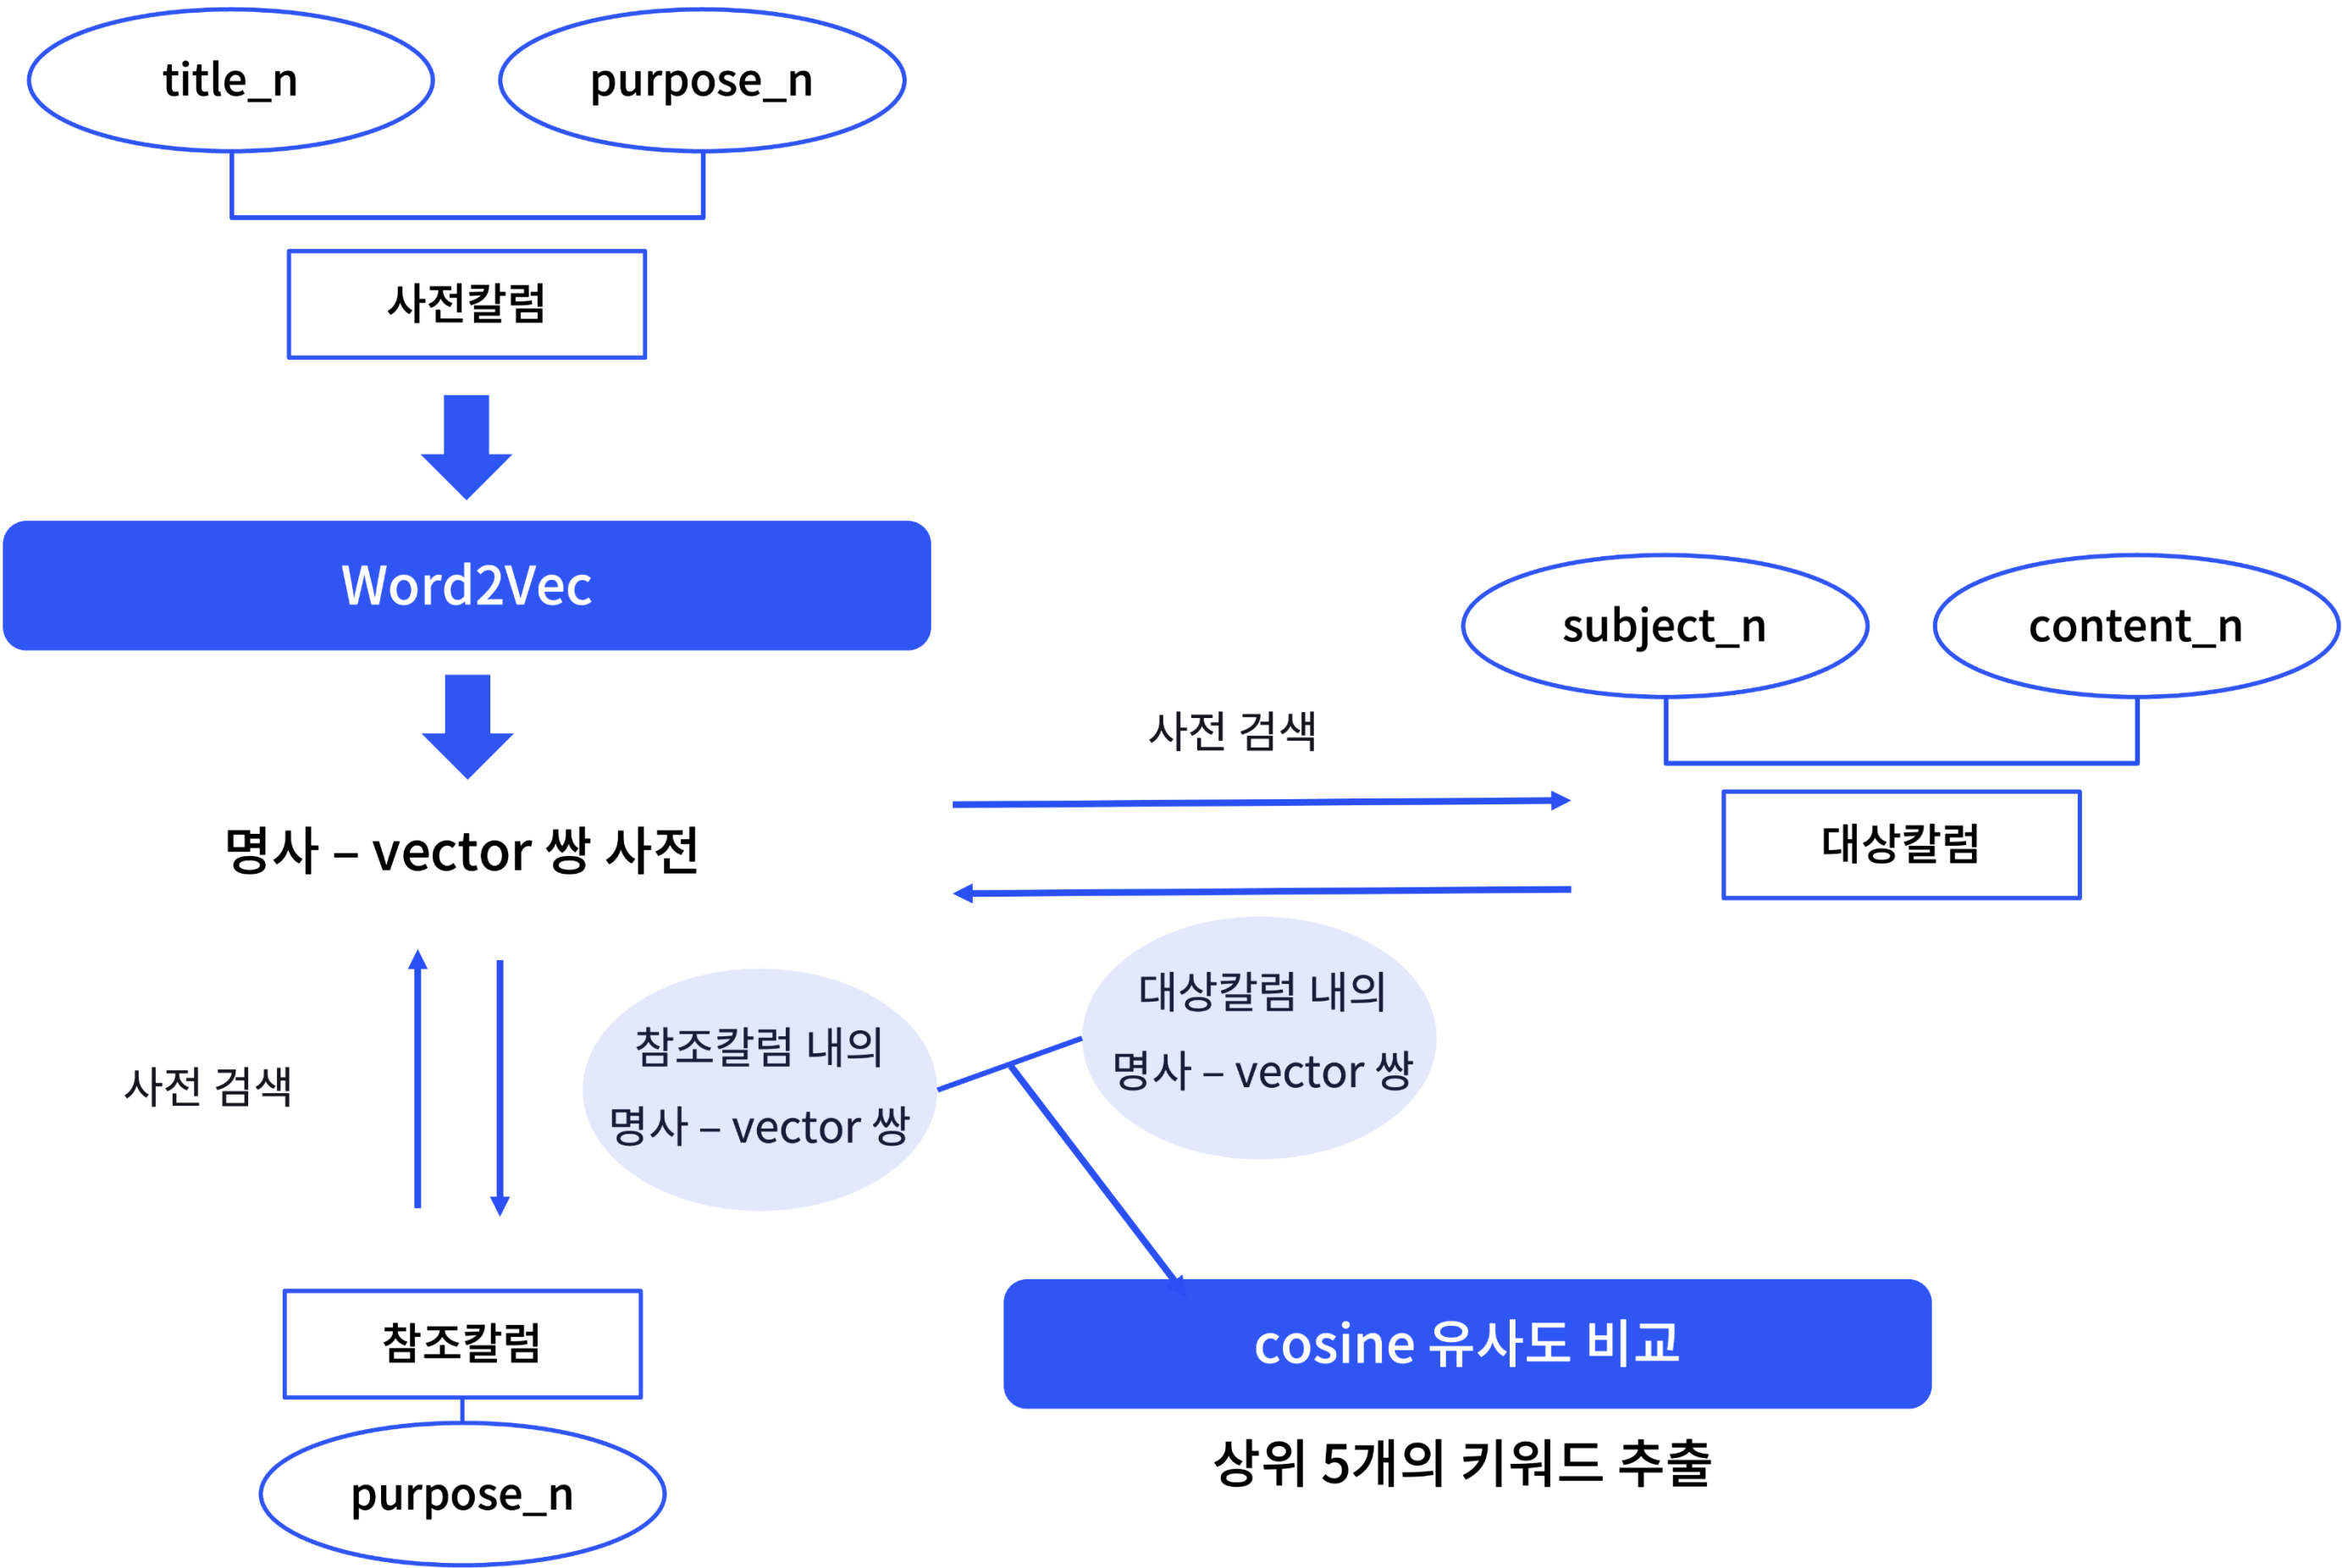 title_n
purpose_n
사전칼럼
Word2Vec
subject_n
content_n
사전 검색
명사 – vector 쌍 사전
대상칼럼
대상칼럼 내의
명사 – vector 쌍
참조칼럼 내의
명사 – vector 쌍
사전 검색
참조칼럼
cosine 유사도 비교
상위 5개의 키워드 추출
purpose_n